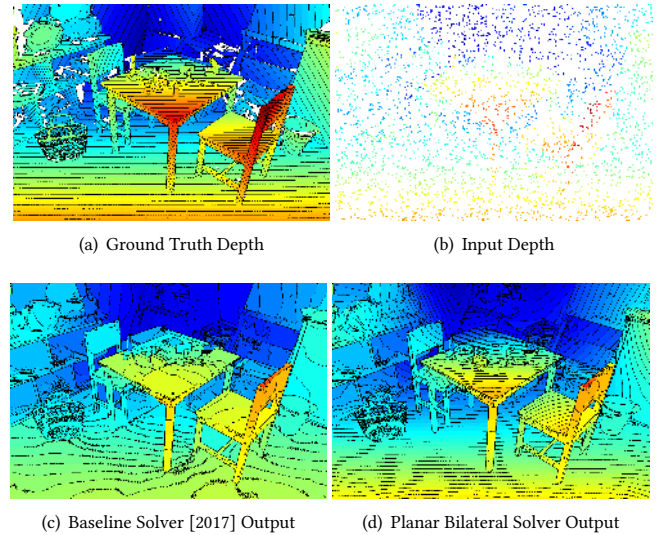 (a) Ground Truth Depth
(b) Input Depth
(c) Baseline Solver [2017] Output
(d) Planar Bilateral Solver Output